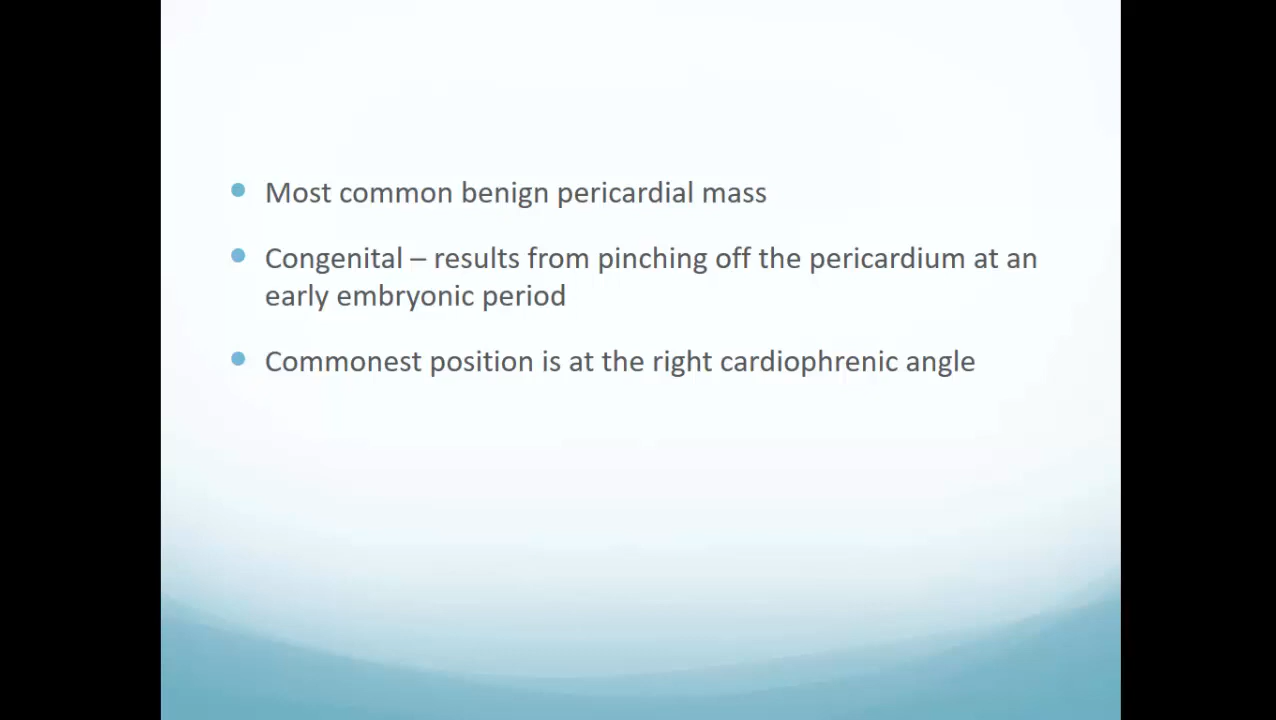 • Most common benign pericardial mass
• Congenital – results from pinching off the pericardium at an
early embryonic period
• Commonest position is at the right cardiophrenic angle